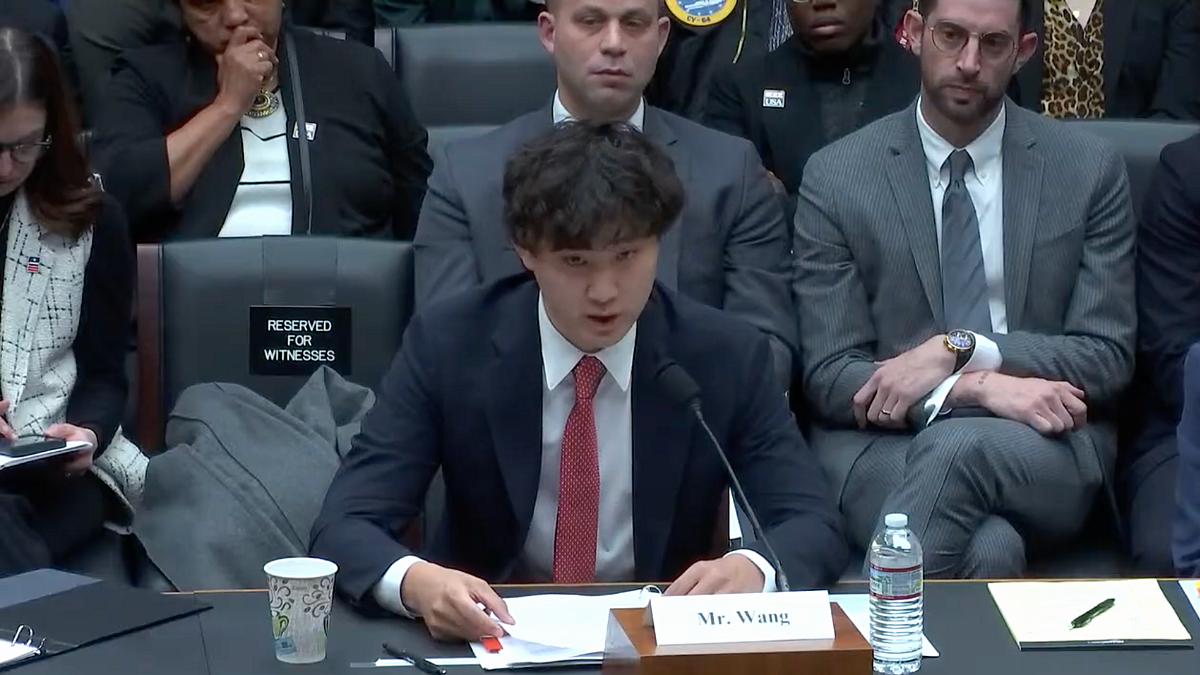 CV-64
USA
RESERVED
FOR
WITNESSES
Mr. Wang